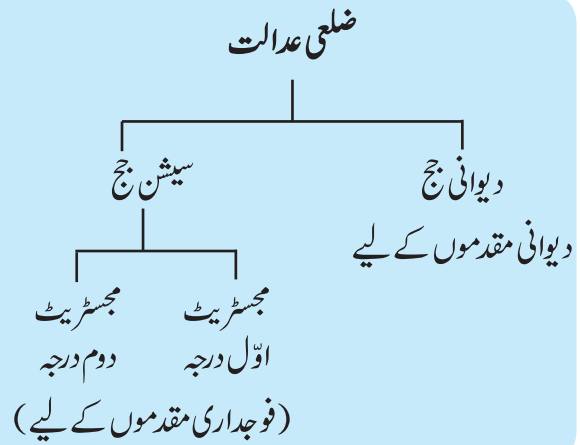 ضلعی عدالت
دیوانی جج
دیوانی مقدموں کے لیے
سیشن جج
مجسٹریٹ
اوّل درجہ
مجسٹریٹ
دوم درجہ
(فوجداری مقدموں کے لیے)